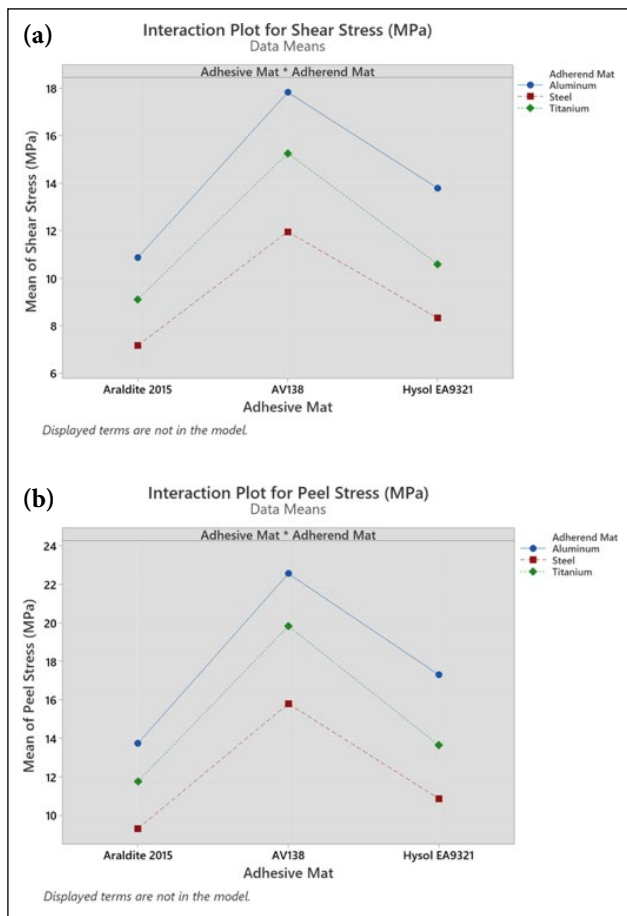 (a)
Interaction Plot for Shear Stress (MPa)
Data Means
Adhesive Mat * Adherend Mat
Adherend Mat
Aluminum
Steel
Titanium
Mean of Shear Stress (MPa)
18
16
14
12
10
8
6
Araldite 2015 AV138 Hysol EA9321
Adhesive Mat
Displayed terms are not in the model.
(b)
Interaction Plot for Peel Stress (MPa)
Data Means
Adhesive Mat * Adherend Mat
Adherend Mat
Aluminum
Steel
Titanium
Mean of Peel Stress (MPa)
24
22
20
18
16
14
12
10
Araldite 2015 AV138 Hysol EA9321
Adhesive Mat
Displayed terms are not in the model.